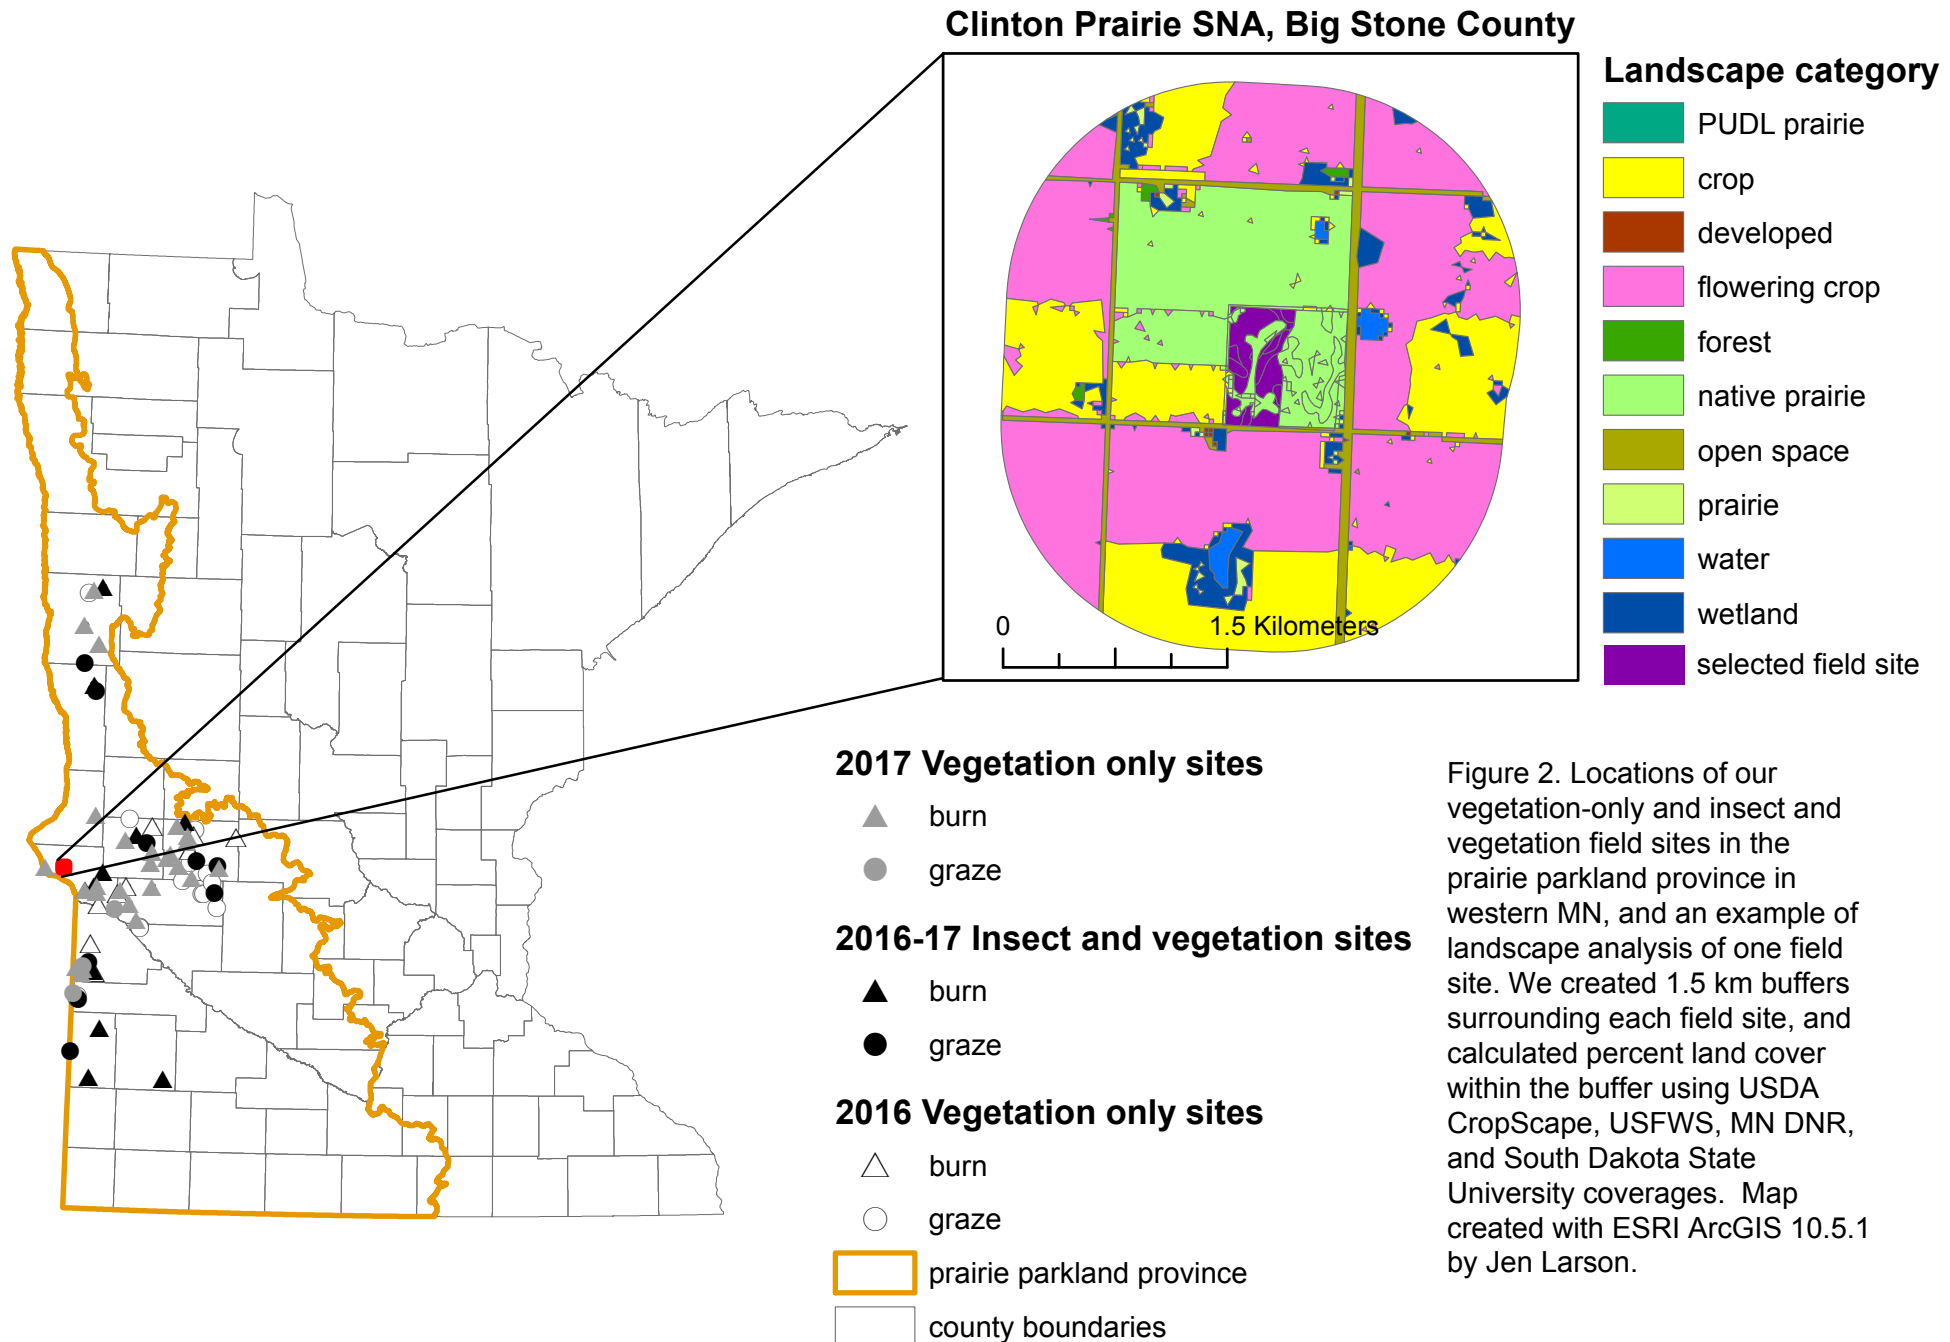 Clinton Prairie SNA, Big Stone County
0
1.5 Kilometers
Landscape category
PUDL prairie
crop
developed
flowering crop
forest
native prairie
open space
prairie
water
wetland
selected field site
2017 Vegetation only sites
burn
graze
2016-17 Insect and vegetation sites
burn
graze
2016 Vegetation only sites
burn
graze
prairie parkland province
county boundaries
Figure 2. Locations of our
vegetation-only and insect and
vegetation field sites in the
prairie parkland province in
western MN, and an example of
landscape analysis of one field
site. We created 1.5 km buffers
surrounding each field site, and
calculated percent land cover
within the buffer using USDA
CropScape, USFWS, MN DNR,
and South Dakota State
University coverages.  Map
created with ESRI ArcGIS 10.5.1
by Jen Larson.